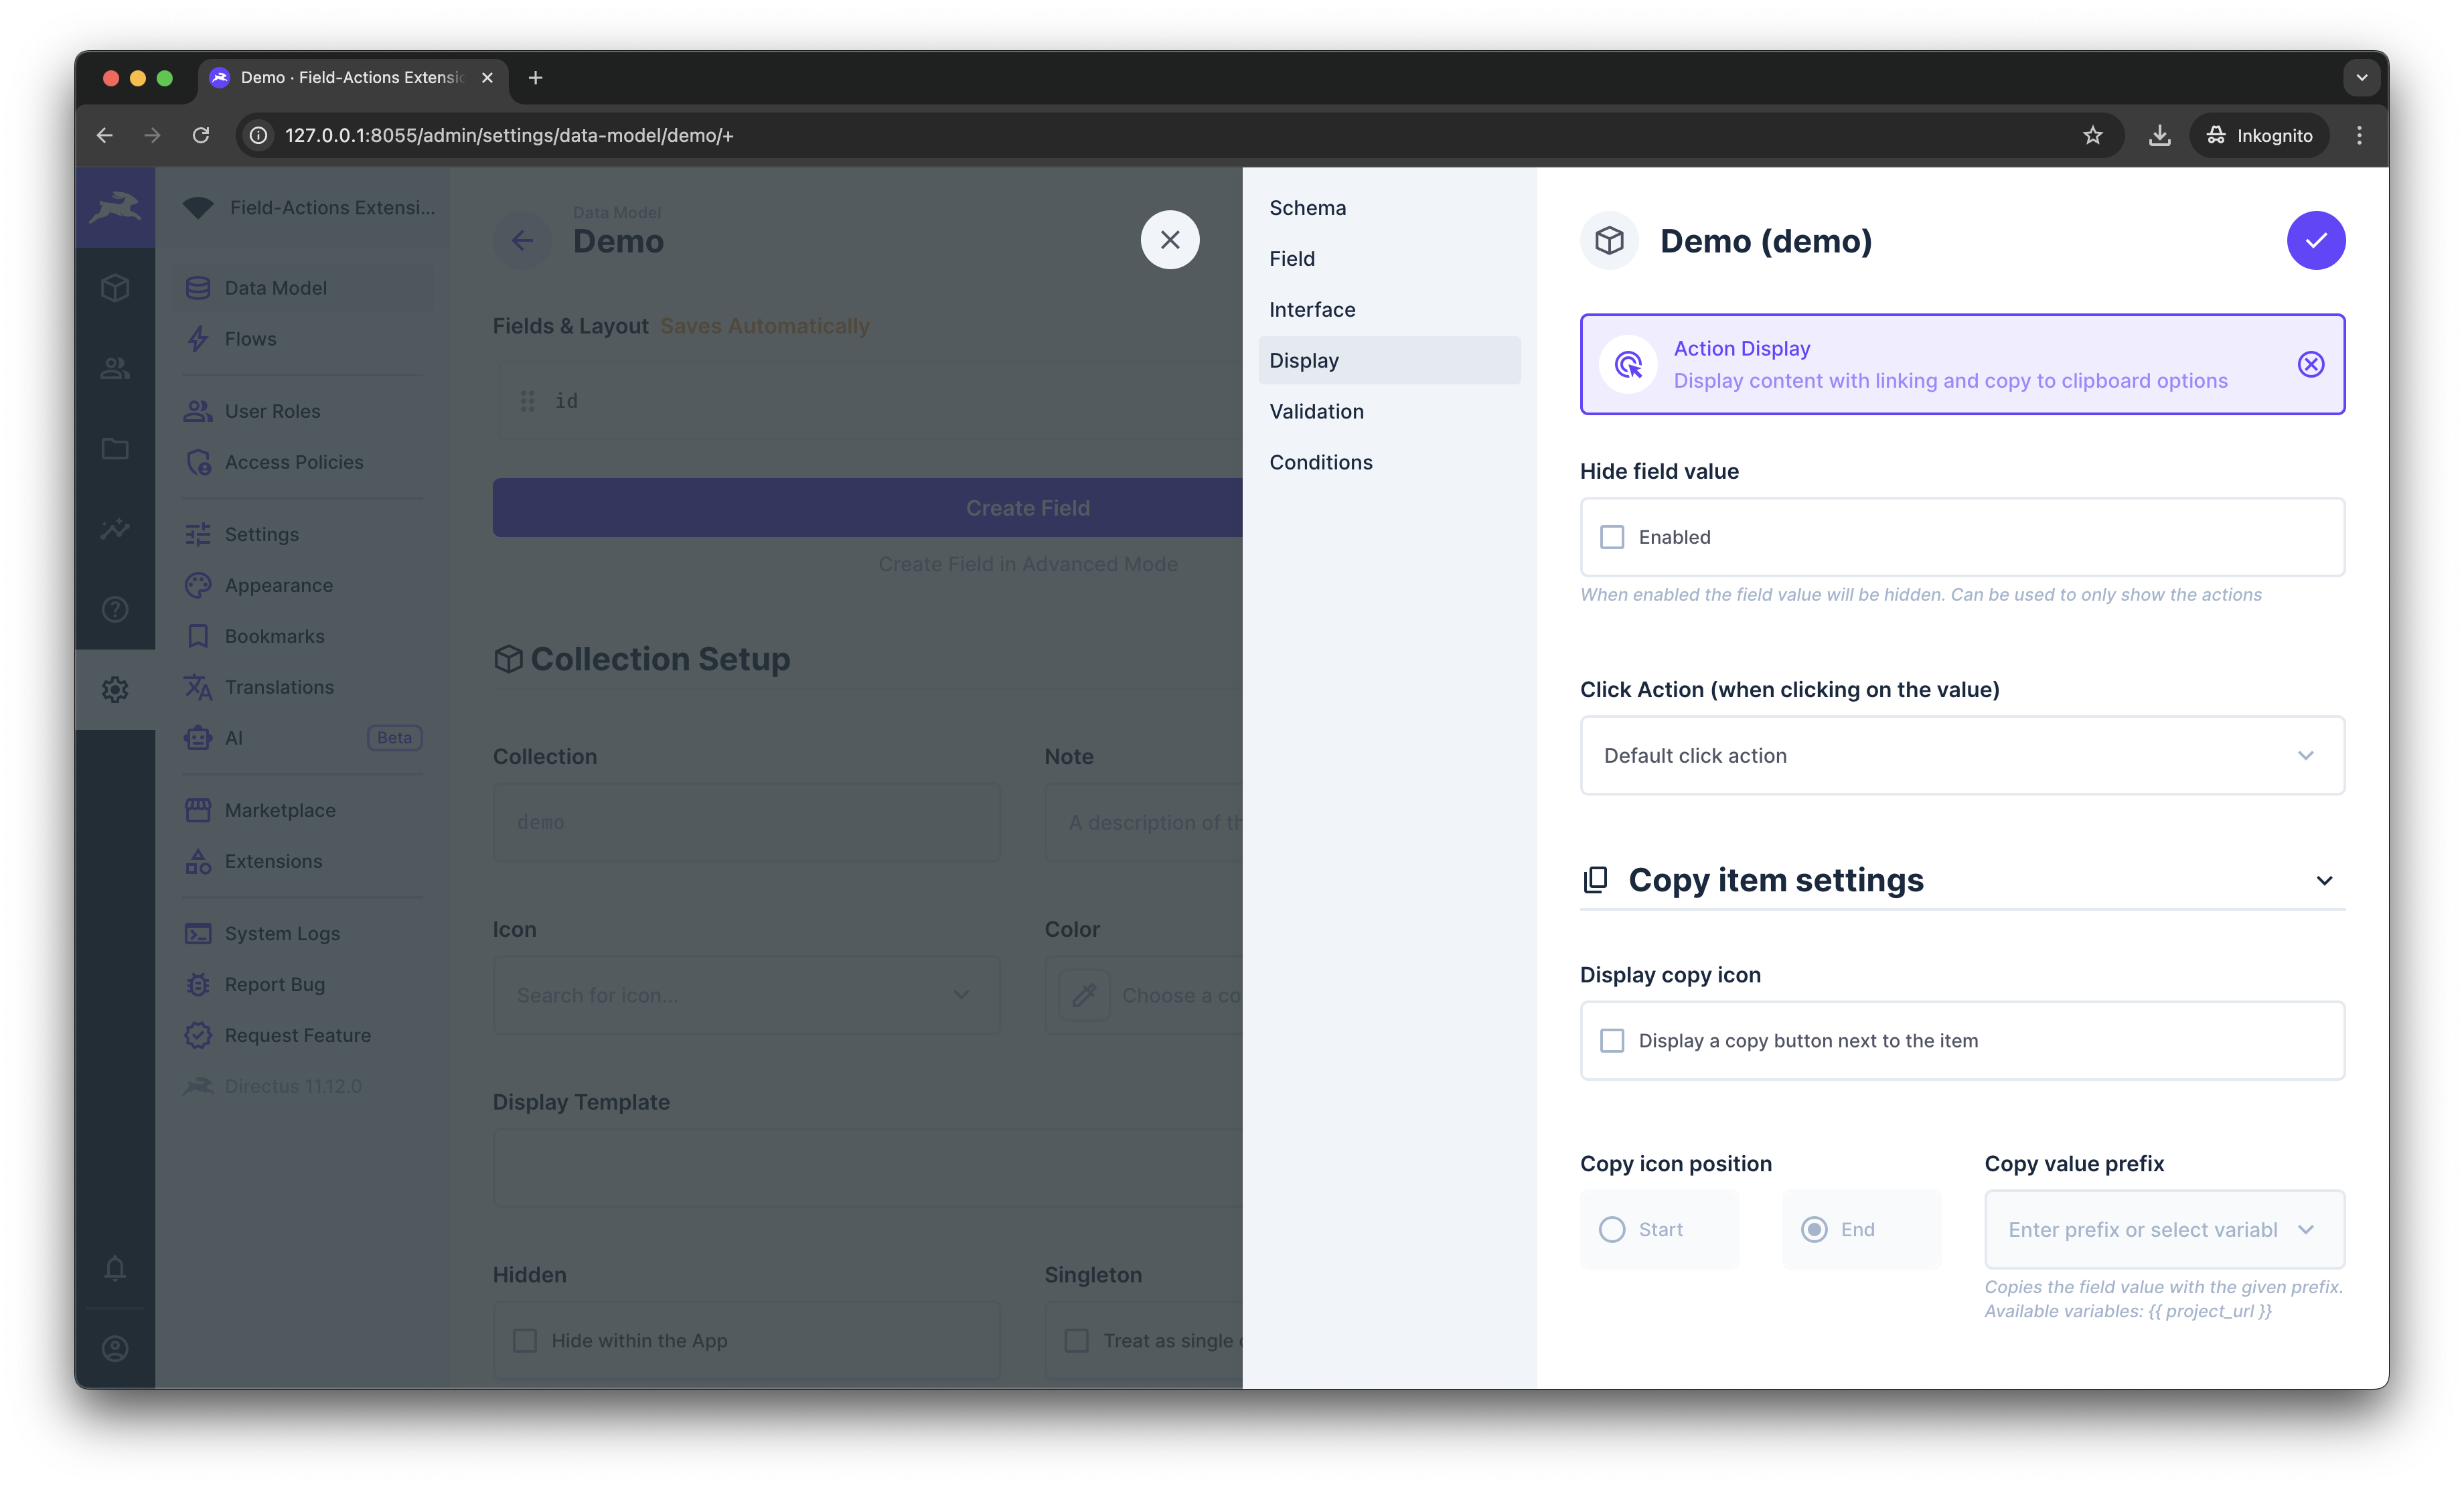 Demo · Field-Actions Extensio
127.0.0.1:8055/admin/settings/data-model/demo/+
Inkognito
Field-Actions Extensi...
Data Model
Flows
User Roles
Access Policies
Settings
Appearance
Bookmarks
Translations
AI
Beta
Marketplace
Extensions
System Logs
Report Bug
Request Feature
Directus 11.12.0
Data Model
Demo
Fields & Layout Saves Automatically
id
Create Field
Create Field in Advanced Mode
Collection Setup
Collection
Note
demo
A description of th
Icon
Color
Search for icon...
Choose a co
Display Template
Hidden
Singleton
Hide within the App
Treat as single
Schema
Field
Interface
Display
Validation
Conditions
Demo (demo)
Action Display
Display content with linking and copy to clipboard options
Hide field value
Enabled
When enabled the field value will be hidden. Can be used to only show the actions
Click Action (when clicking on the value)
Default click action
Copy item settings
Display copy icon
Display a copy button next to the item
Copy icon position
Start
End
Copy value prefix
Enter prefix or select variabl
Copies the field value with the given prefix.
Available variables: {{ project_url }}